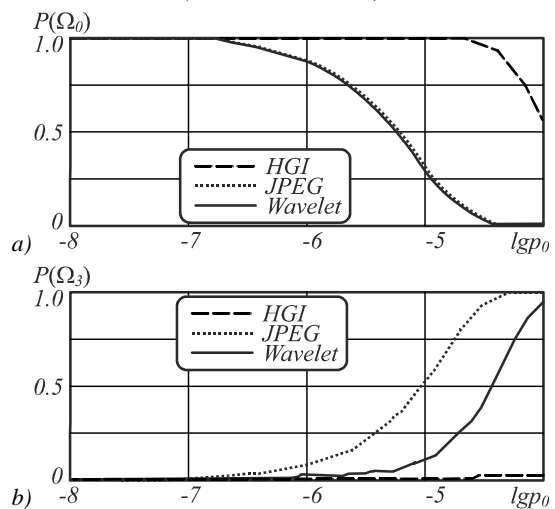 P(Ω₀)
1.0
0.5
0
HGI
JPEG
Wavelet
a)
-8 -7 -6 -5 lgp₀
P(Ω₃)
1.0
0.5
0
HGI
JPEG
Wavelet
b)
-8 -7 -6 -5 lgp₀